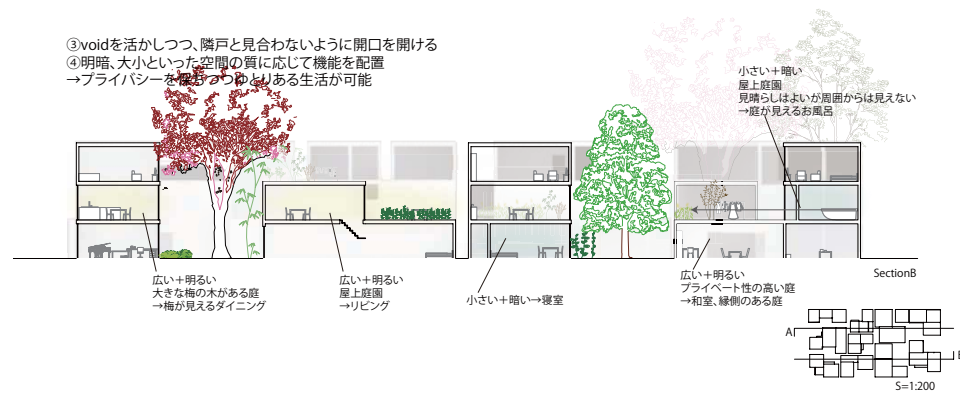 ③voidを活かしつつ、隣戸と見合わないように開口を開ける
④明暗、大小といった空間の質に応じて機能を配置
→プライバシーを保ちつつゆとりある生活が可能
小さい＋暗い
屋上庭園
見晴らしはよいが周囲からは見えない
→庭が見えるお風呂
広い＋明るい
大きな梅の木がある庭
→梅が見えるダイニング
広い＋明るい
屋上庭園
→リビング
小さい＋暗い→寝室
広い＋明るい
プライベート性の高い庭
→和室、縁側のある庭
SectionB
A
B
S=1:200